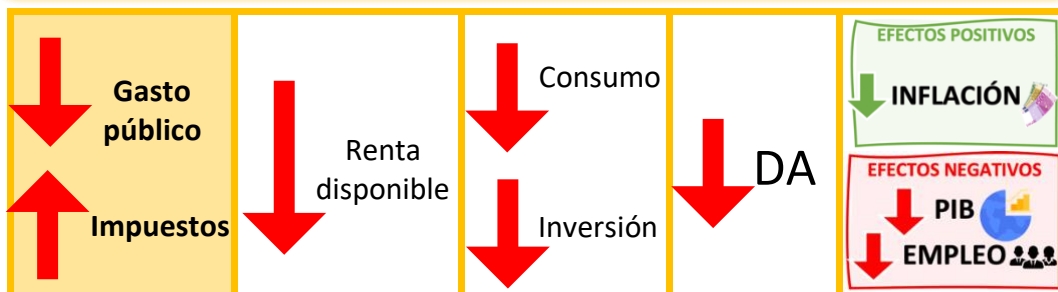 Gasto
público
Impuestos
Renta
disponible
Consumo
Inversión
DA
EFECTOS POSITIVOS
INFLACIÓN
EFECTOS NEGATIVOS
PIB
EMPLEO